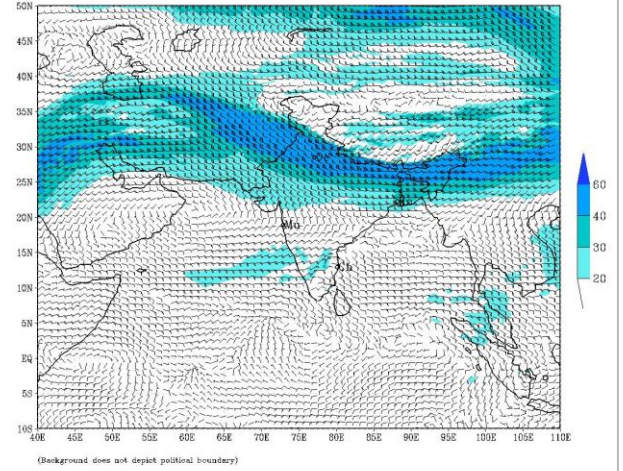 50N
45N
40N
35N
30N
25N
20N
15N
10N
5N
EQ
5S
10S
40E 45E 50E 55E 60E 65E 70E 75E 80E 85E 90E 95E 100E 105E 110E
Mu
Ch
60
40
30
20
(Background does not depict political boundary)